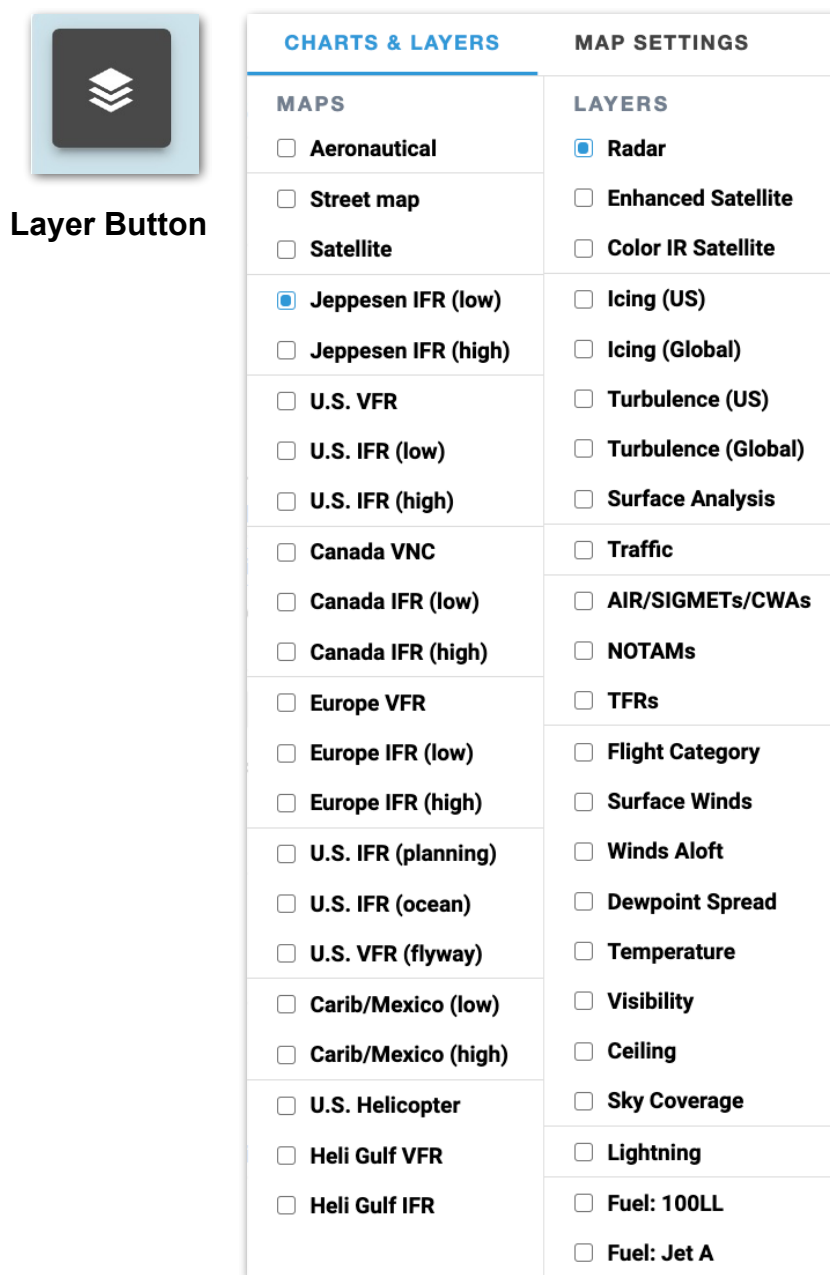 Layer Button
CHARTS & LAYERS
MAP SETTINGS
MAPS
Aeronautical
Street map
Satellite
Jeppesen IFR (low)
Jeppesen IFR (high)
U.S. VFR
U.S. IFR (low)
U.S. IFR (high)
Canada VNC
Canada IFR (low)
Canada IFR (high)
Europe VFR
Europe IFR (low)
Europe IFR (high)
U.S. IFR (planning)
U.S. IFR (ocean)
U.S. VFR (flyway)
Carib/Mexico (low)
Carib/Mexico (high)
U.S. Helicopter
Heli Gulf VFR
Heli Gulf IFR
LAYERS
Radar
Enhanced Satellite
Color IR Satellite
Icing (US)
Icing (Global)
Turbulence (US)
Turbulence (Global)
Surface Analysis
Traffic
AIR/SIGMETs/CWAs
NOTAMs
TFRs
Flight Category
Surface Winds
Winds Aloft
Dewpoint Spread
Temperature
Visibility
Ceiling
Sky Coverage
Lightning
Fuel: 100LL
Fuel: Jet A